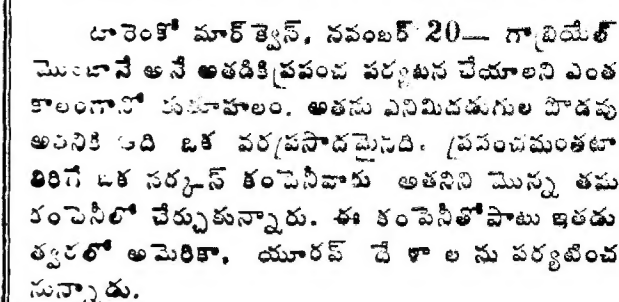 టారెంకో మార్ త్వెన్, నవంబర్ 20— గాబ్రియేల్
మొంటానే అనే అతడికి ప్రపంచ పర్యటన చేయాలని ఎంత
కాలంగానో కుతూహలం. అతను ఎనిమిదడుగుల పొడవు
అతనికి అది ఒక వరప్రసాదమైనది. ప్రపంచమంతటా
తిరిగే ఒక సర్కస్ కంపెనీవారు అతనిని మొన్న తమ
కంపెనీలో చేర్చుకున్నారు. ఈ కంపెనీతోపాటు ఇతడు
త్వరలో అమెరికా, యూరప్ దేశాలను పర్యటించ
నున్నాడు.